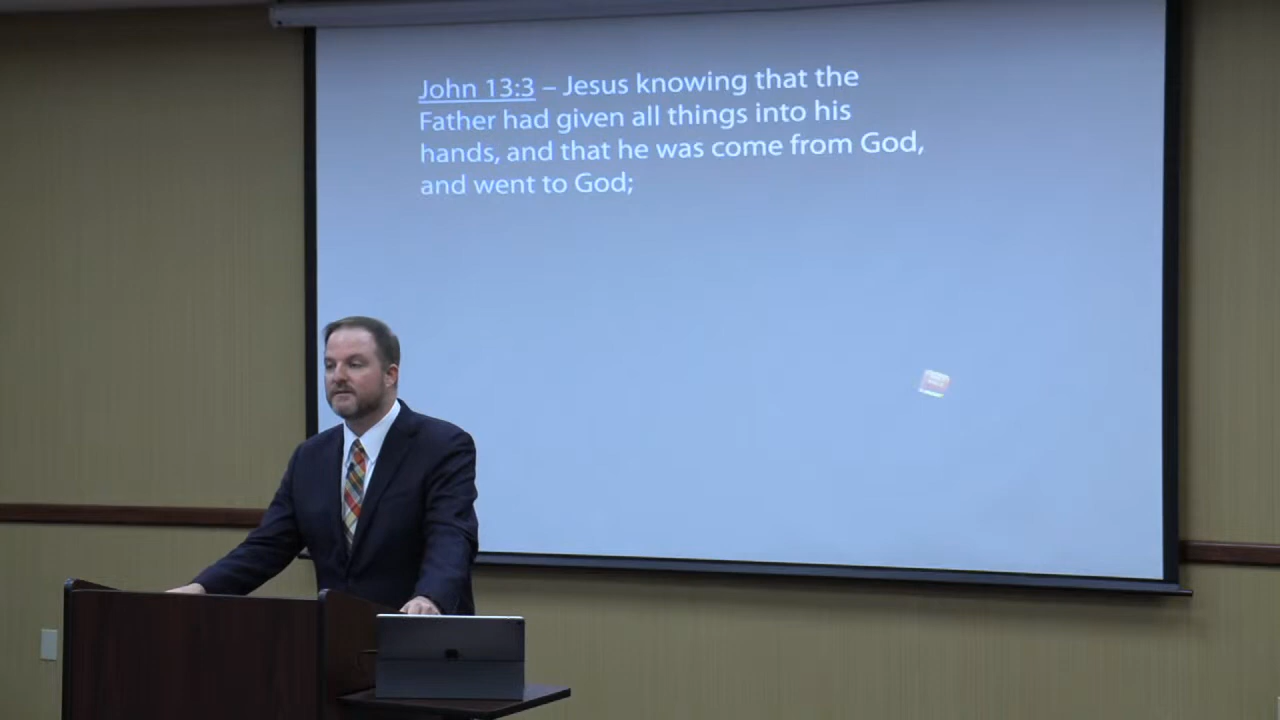 John 13:3 – Jesus knowing that the
Father had given all things into his
hands, and that he was come from God,
and went to God;